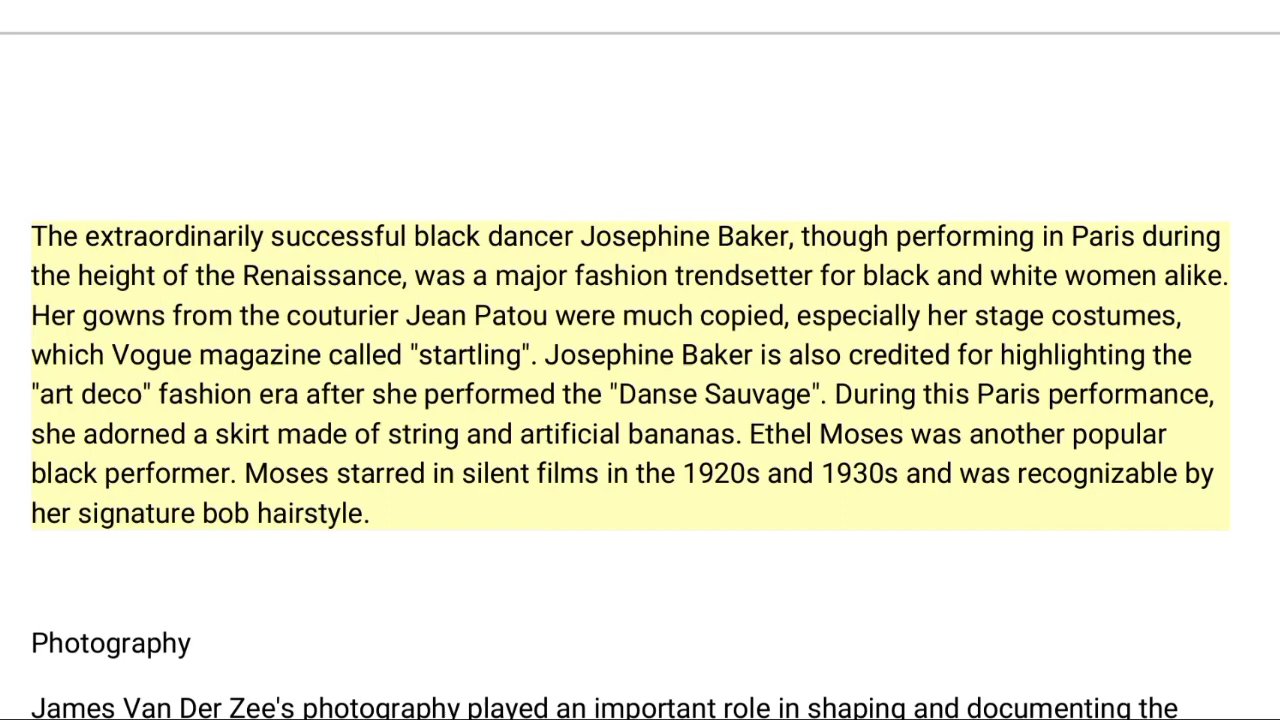 The extraordinarily successful black dancer Josephine Baker, though performing in Paris during
the height of the Renaissance, was a major fashion trendsetter for black and white women alike.
Her gowns from the couturier Jean Patou were much copied, especially her stage costumes,
which Vogue magazine called "startling". Josephine Baker is also credited for highlighting the
"art deco" fashion era after she performed the "Danse Sauvage". During this Paris performance,
she adorned a skirt made of string and artificial bananas. Ethel Moses was another popular
black performer. Moses starred in silent films in the 1920s and 1930s and was recognizable by
her signature bob hairstyle.
Photography
James Van Der Zee's photography played an important role in shaping and documenting the